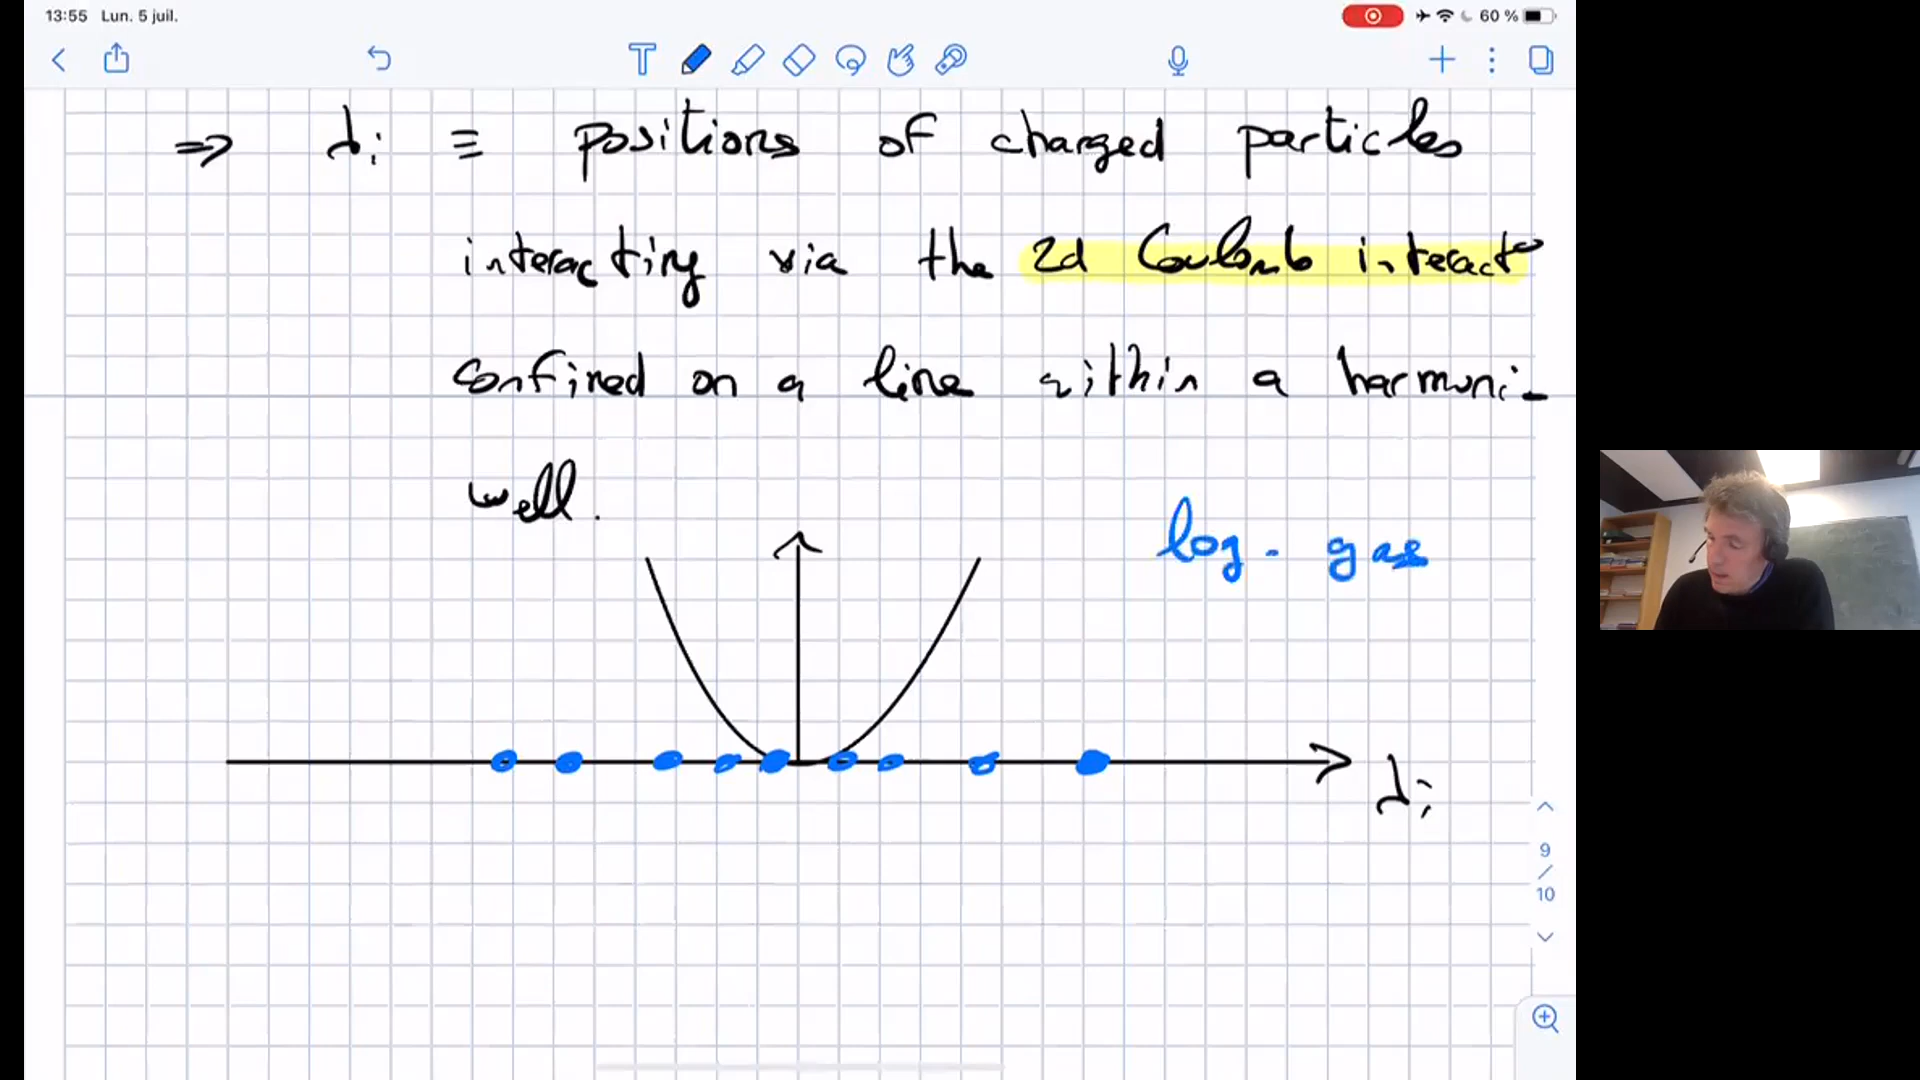 13:55 Lun. 5 juil.
60 %
⇒ λi ≡ positions of charged particles
interacting via the 2d Coulomb interact
confined on a line within a harmoni
well.
log-gas
λi
9
/
10